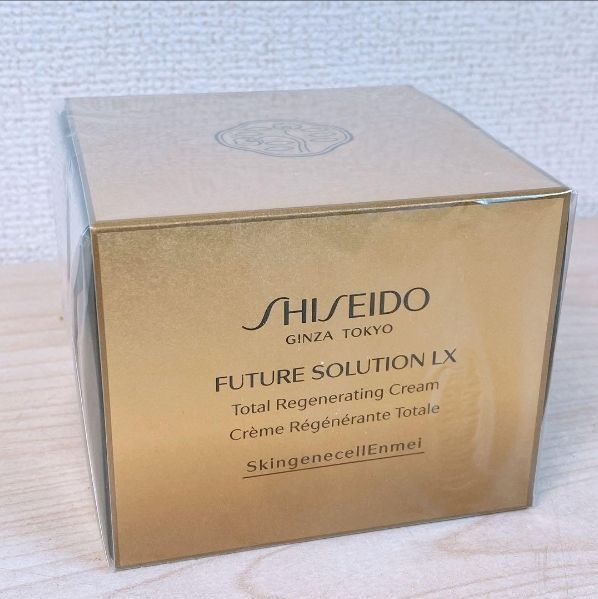 SHISEIDO
GINZA TOKYO
FUTURE SOLUTION LX
Total Regenerating Cream
Crème Régénérante Totale
SkingenecellEnmei